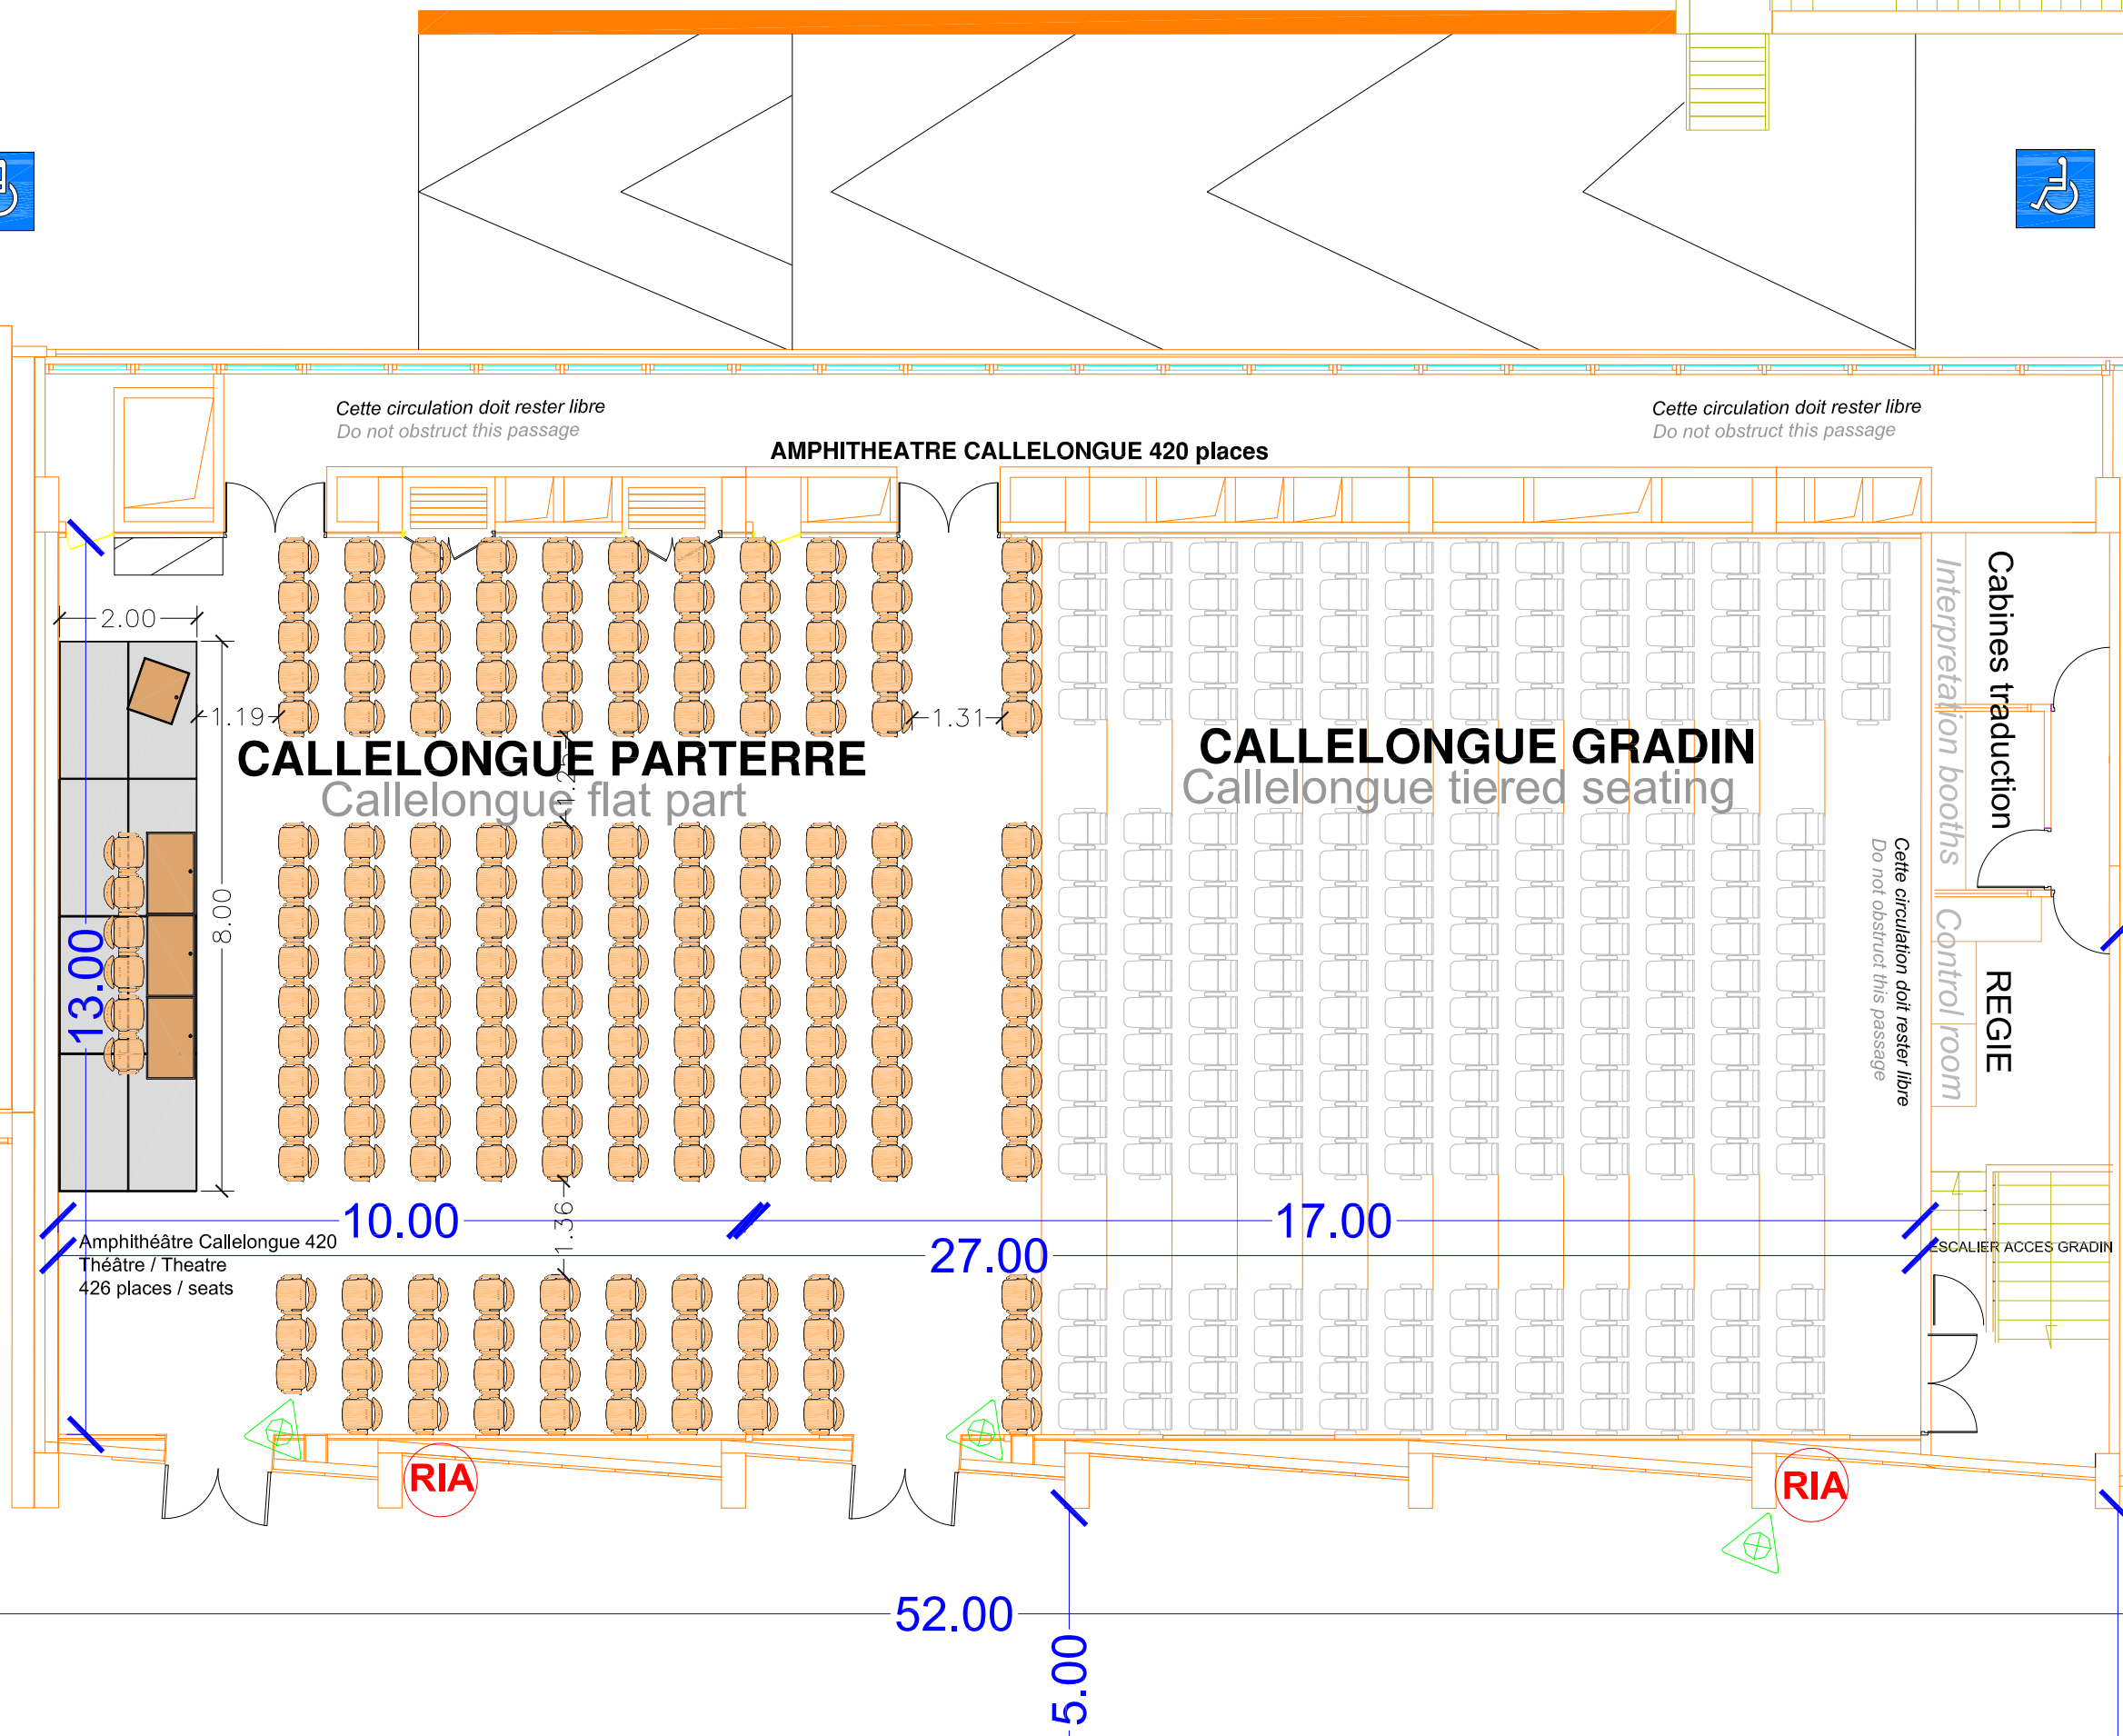 Cette circulation doit rester libre
Do not obstruct this passage
Cette circulation doit rester libre
Do not obstruct this passage
AMPHITHEATRE CALLELONGUE 420 places
2.00
1.19
1.31
CALLELONGUE PARTERRE
Callelongue flat part
1.25
CALLELONGUE GRADIN
Callelongue tiered seating
Cabines traduction
Interpretation booths
Cette circulation doit rester libre
Do not obstruct this passage
8.00
13.00
REGIE
Control room
10.00
1.36
17.00
27.00
Amphithéâtre Callelongue 420
Théâtre / Theatre
426 places / seats
ESCALIER ACCES GRADIN
RIA
RIA
52.00
5.00